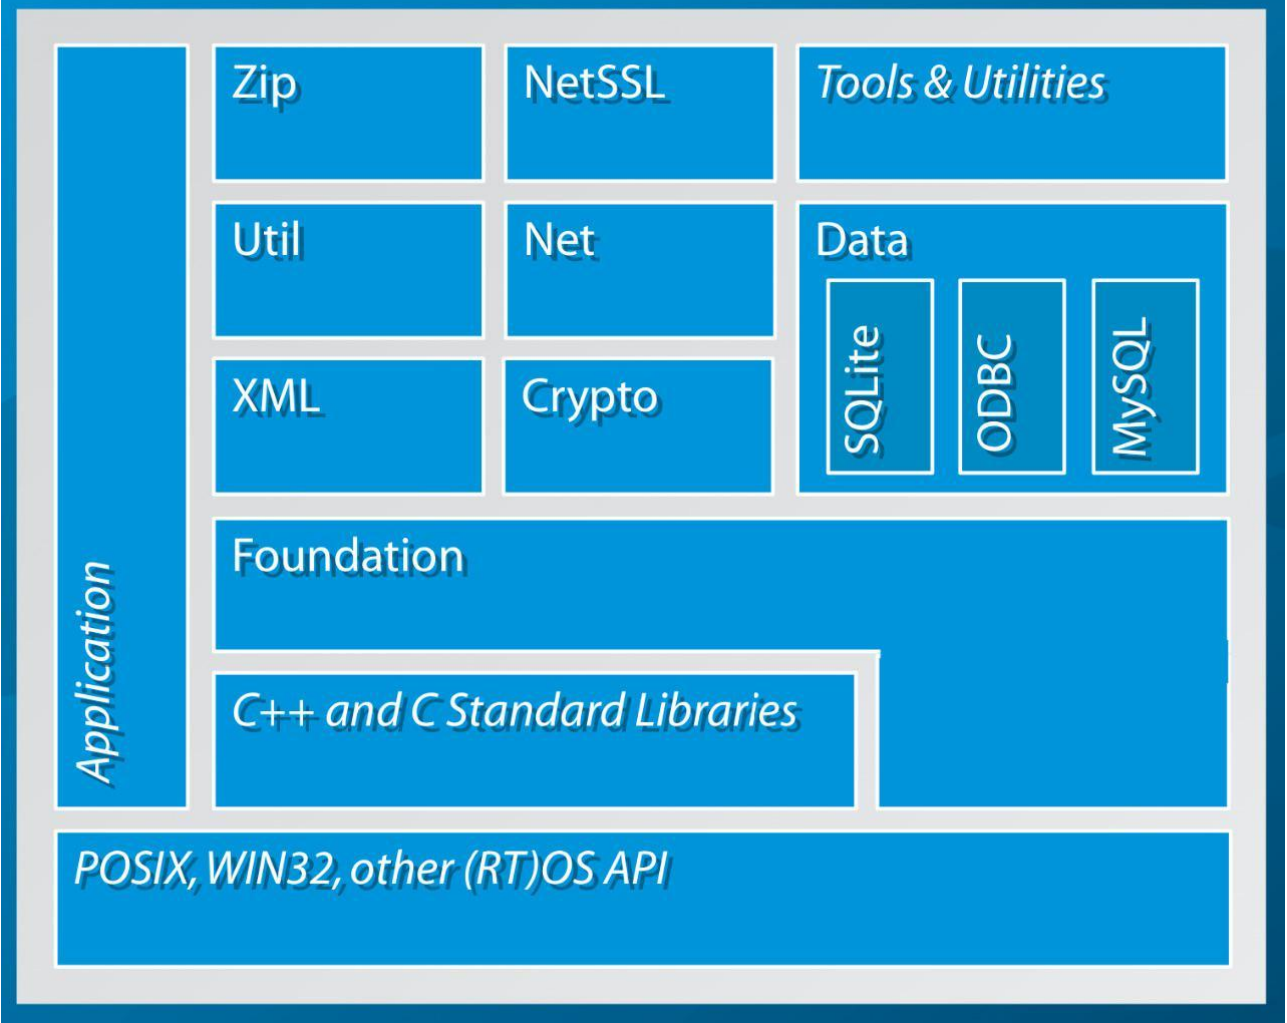 Zip
NetSSL
Tools & Utilities
Util
Net
Data
SQLite
ODBC
MySQL
XML
Crypto
Foundation
Application
C++ and C Standard Libraries
POSIX, WIN32, other (RT)OS API